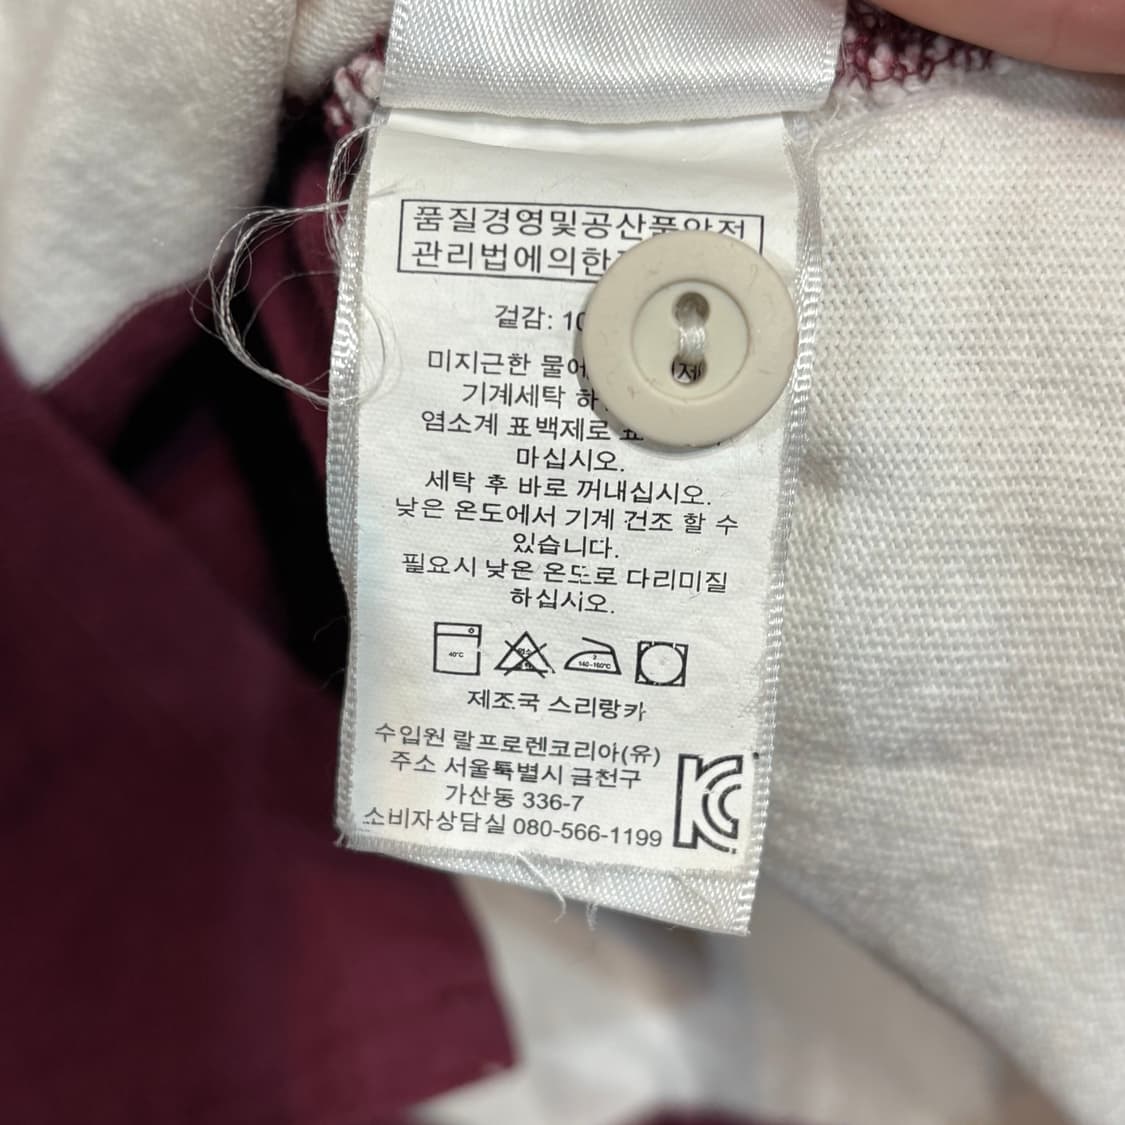 품질경영및공산품안전
관리법에의한
겉감:
미지근한 물에
기계세탁
염소계 표백제로
마십시오.
세탁 후 바로 꺼내십시오.
낮은 온도에서 기계 건조 할 수
있습니다.
필요시 낮은 온도로 다리미질
하십시오.
40°C 2 140-160°C
제조국 스리랑카
수입원 랄프로렌코리아(유)
주소 서울특별시 금천구
가산동 336-7
소비자상담실 080-566-1199